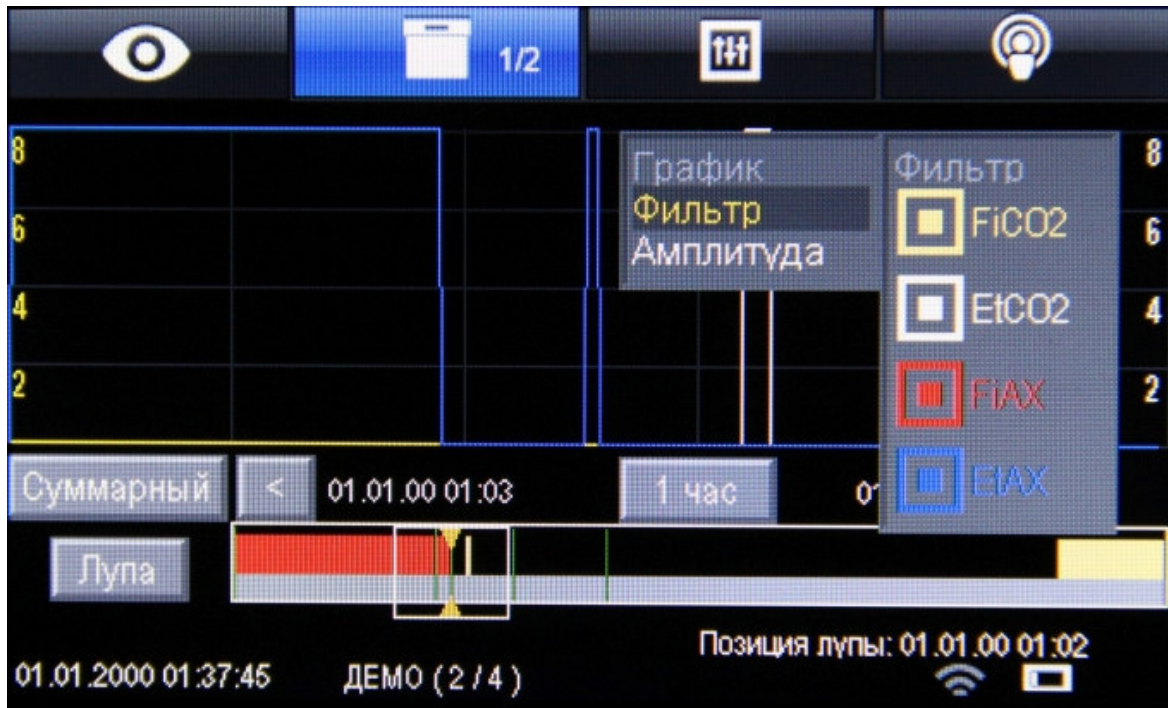 1/2
8
6
4
2
График
Фильтр
Амплитуда
Фильтр
FiCO2
EtCO2
FiAX
EtAX
8
6
4
2
Суммарный
<
01.01.00 01:03
1 час
Лупа
Позиция лупы: 01.01.00 01:02
01.01.2000 01:37:45
ДЕМО ( 2 / 4 )